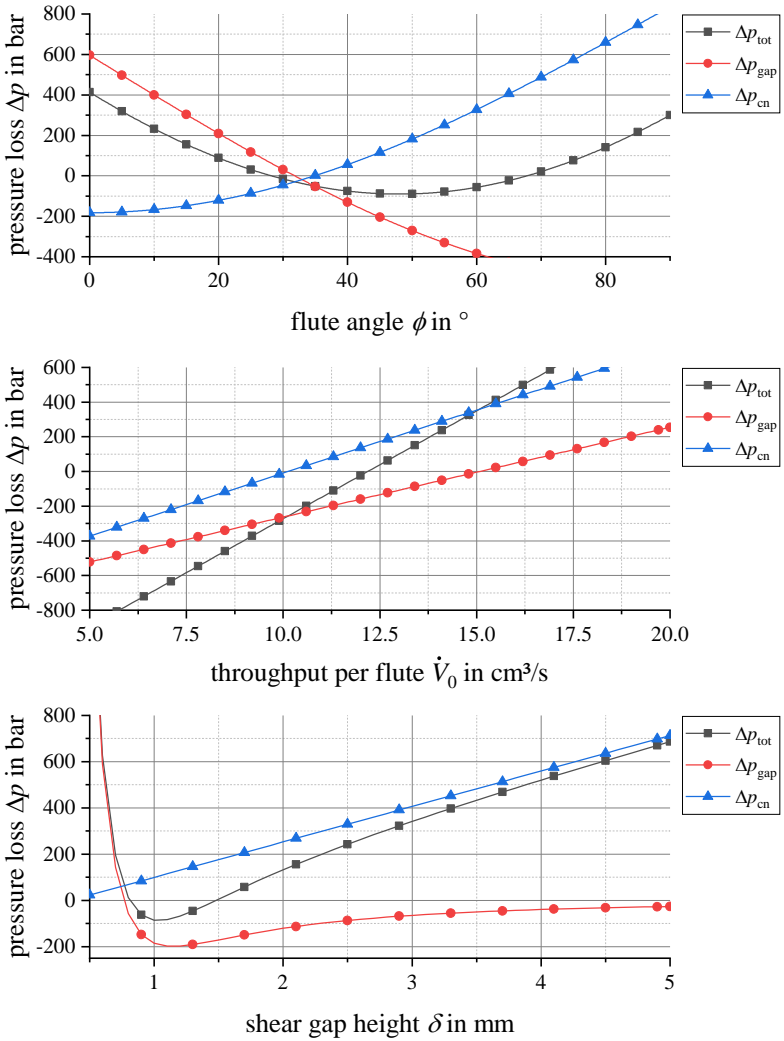 800
600
400
200
0
-200
-400
pressure loss Δp in bar
0 20 40 60 80
flute angle ϕ in °
Δp_tot
Δp_gap
Δp_cn
600
400
200
0
-200
-400
-600
-800
pressure loss Δp in bar
5.0 7.5 10.0 12.5 15.0 17.5 20.0
throughput per flute V̇₀ in cm³/s
Δp_tot
Δp_gap
Δp_cn
800
600
400
200
0
-200
pressure loss Δp in bar
1 2 3 4 5
shear gap height δ in mm
Δp_tot
Δp_gap
Δp_cn